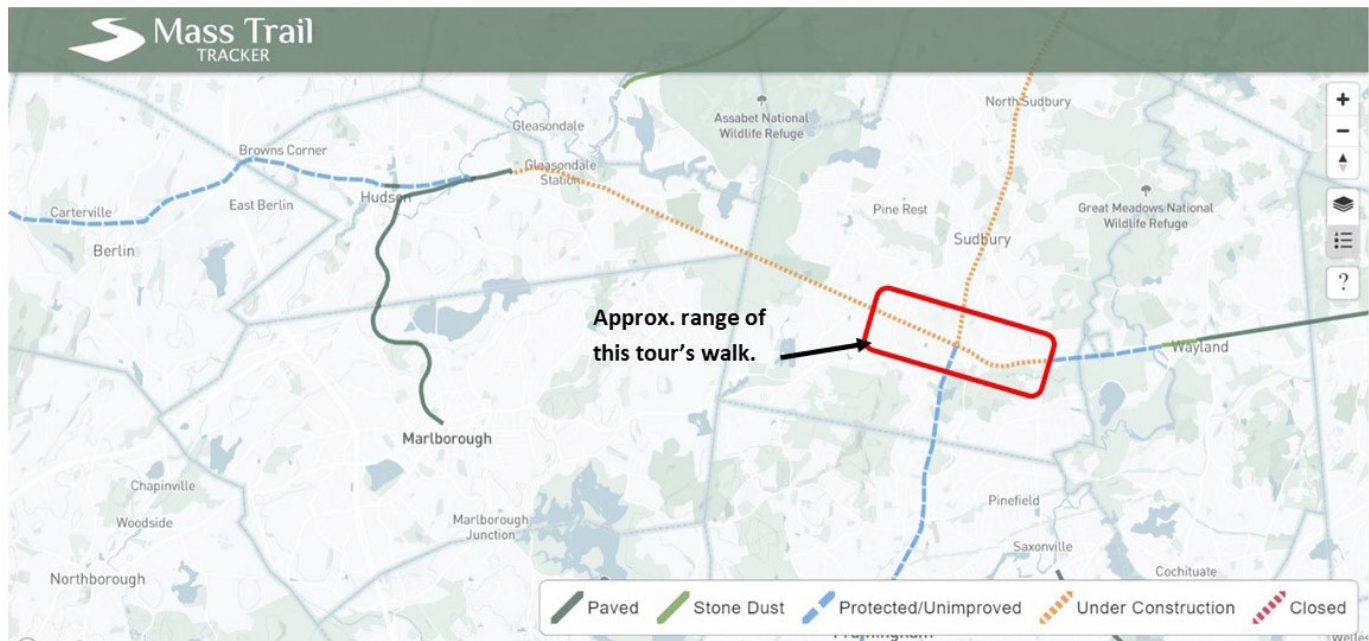 Mass Trail
TRACKER
North Sudbury
Assabet National
Wildlife Refuge
Gleasondale
Browns Corner
Gleasondale
Station
Hudson
Carterville
East Berlin
Berlin
Pine Rest
Great Meadows National
Wildlife Refuge
Sudbury
+
−
?
Approx. range of
this tour's walk.
Wayland
Marlborough
Chapinville
Woodside
Marlborough
Junction
Pinefield
Saxonville
Cochituate
Northborough
Paved
Stone Dust
Protected/Unimproved
Under Construction
Closed